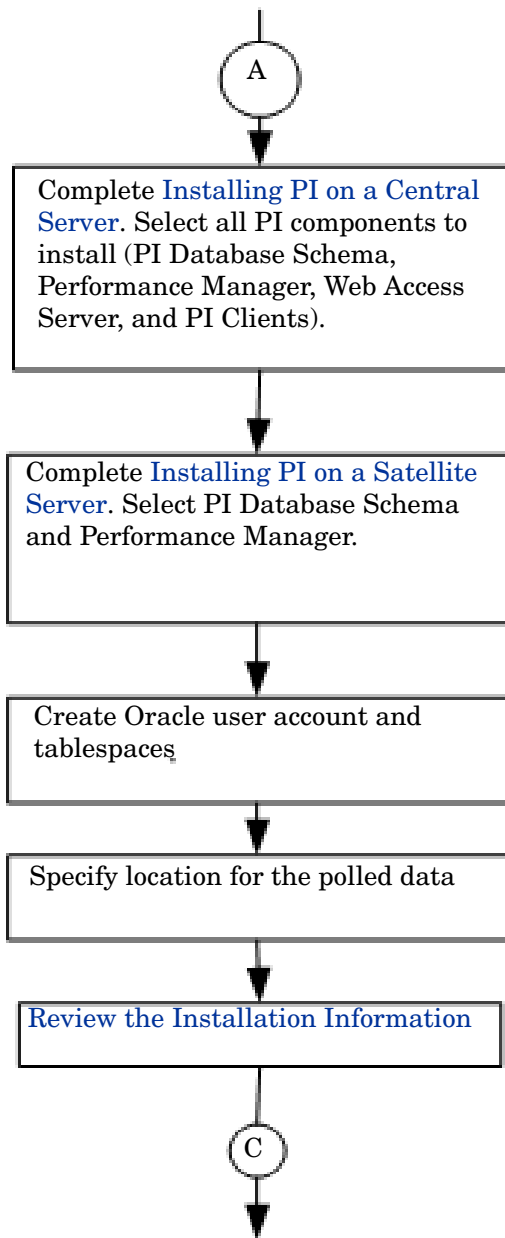 A
Complete Installing PI on a Central
Server. Select all PI components to
install (PI Database Schema,
Performance Manager, Web Access
Server, and PI Clients).
Complete Installing PI on a Satellite
Server. Select PI Database Schema
and Performance Manager.
Create Oracle user account and
tablespaces
Specify location for the polled data
Review the Installation Information
C